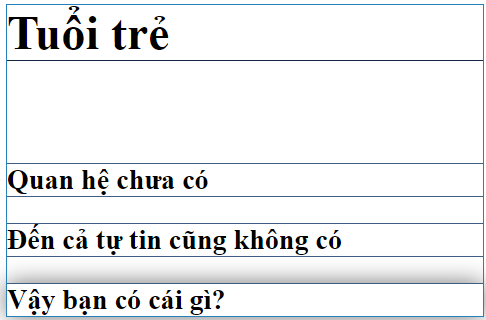 Tuổi trẻ
Quan hệ chưa có
Đến cả tự tin cũng không có
Vậy bạn có cái gì?